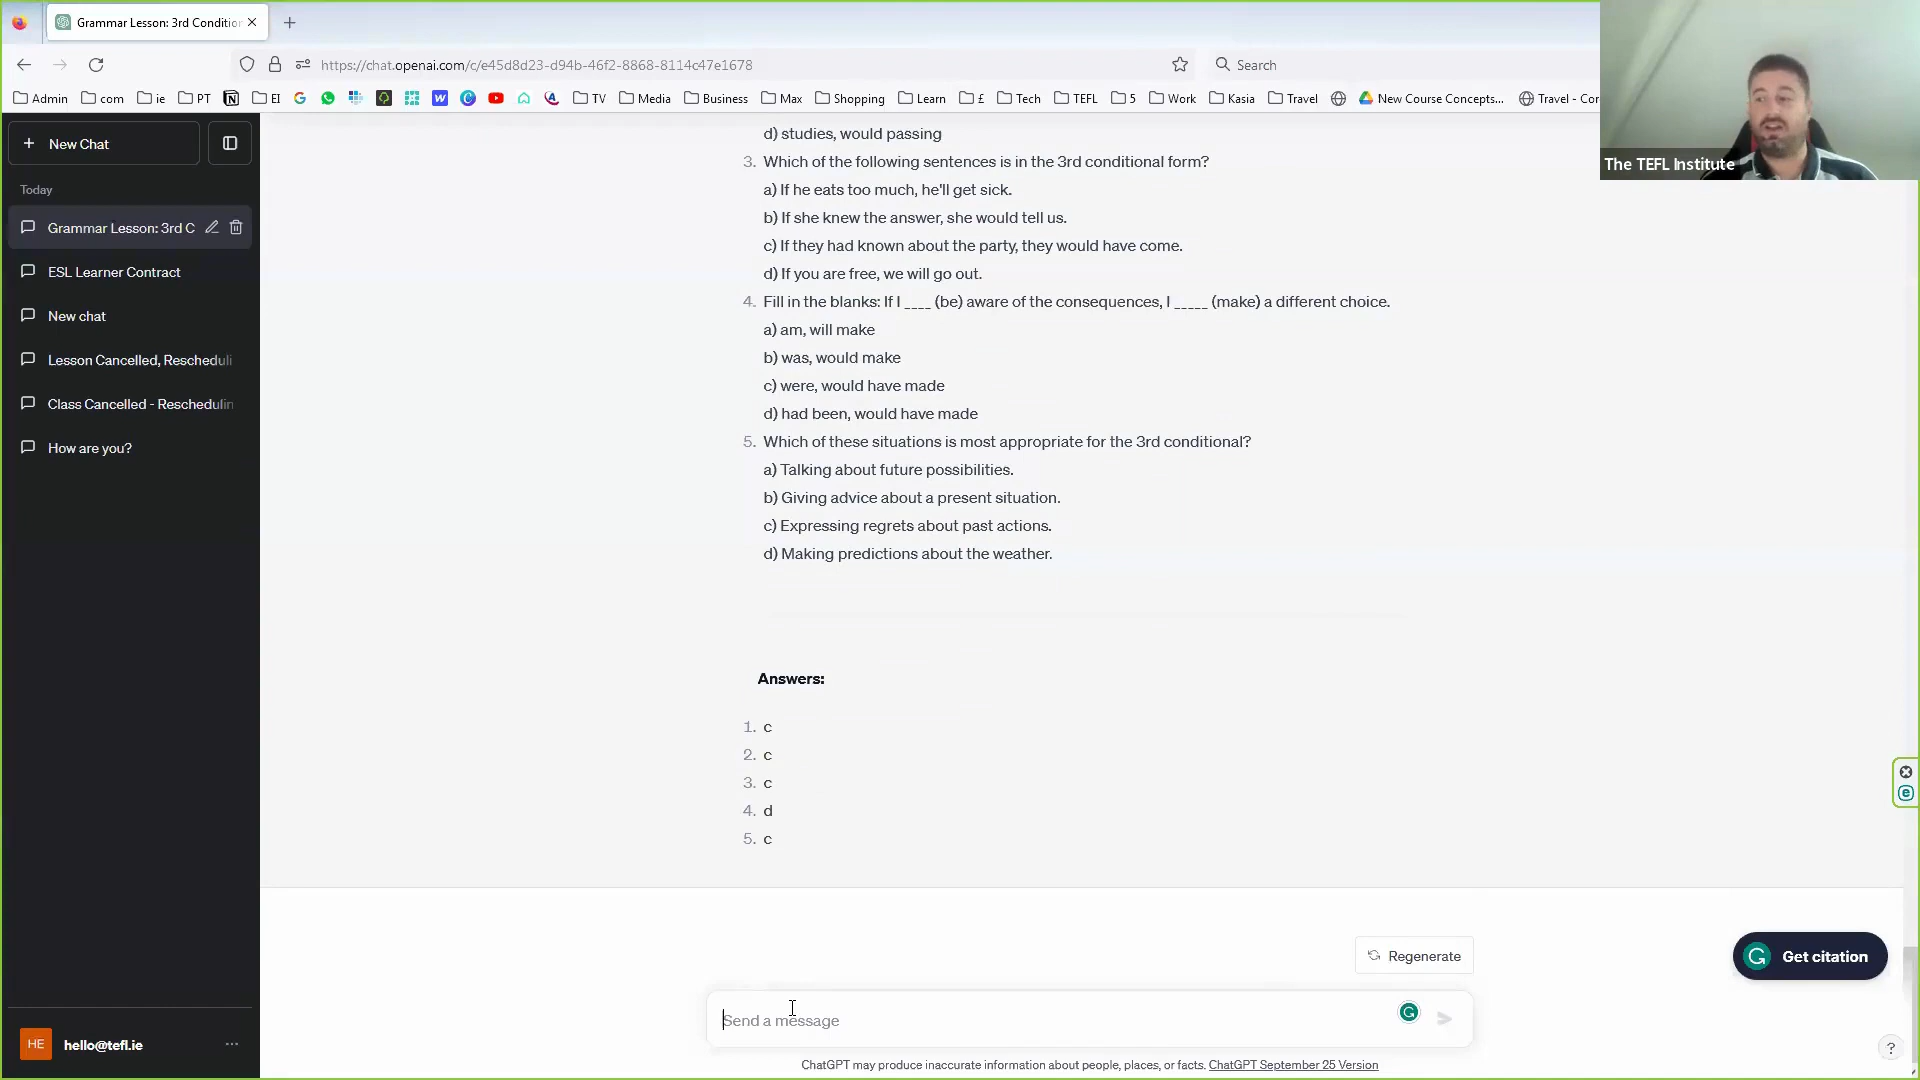 Grammar Lesson: 3rd Conditio
https://chat.openai.com/c/e45d8d23-d94b-46f2-8868-8114c47e1678
Search
Admin com ie PT EI TV Media Business Max Shopping Learn £ Tech TEFL 5 Work Kasia Travel New Course Concepts... Travel - Cor
The TEFL Institute
New Chat
Today
Grammar Lesson: 3rd C
ESL Learner Contract
New chat
Lesson Cancelled, Rescheduli
Class Cancelled - Reschedulin
How are you?
HE hello@tefl.ie ...
d) studies, would passing
3. Which of the following sentences is in the 3rd conditional form?
a) If he eats too much, he'll get sick.
b) If she knew the answer, she would tell us.
c) If they had known about the party, they would have come.
d) If you are free, we will go out.
4. Fill in the blanks: If I ____ (be) aware of the consequences, I _____ (make) a different choice.
a) am, will make
b) was, would make
c) were, would have made
d) had been, would have made
5. Which of these situations is most appropriate for the 3rd conditional?
a) Talking about future possibilities.
b) Giving advice about a present situation.
c) Expressing regrets about past actions.
d) Making predictions about the weather.
Answers:
1. c
2. c
3. c
4. d
5. c
Regenerate
Get citation
Send a message
ChatGPT may produce inaccurate information about people, places, or facts. ChatGPT September 25 Version
?